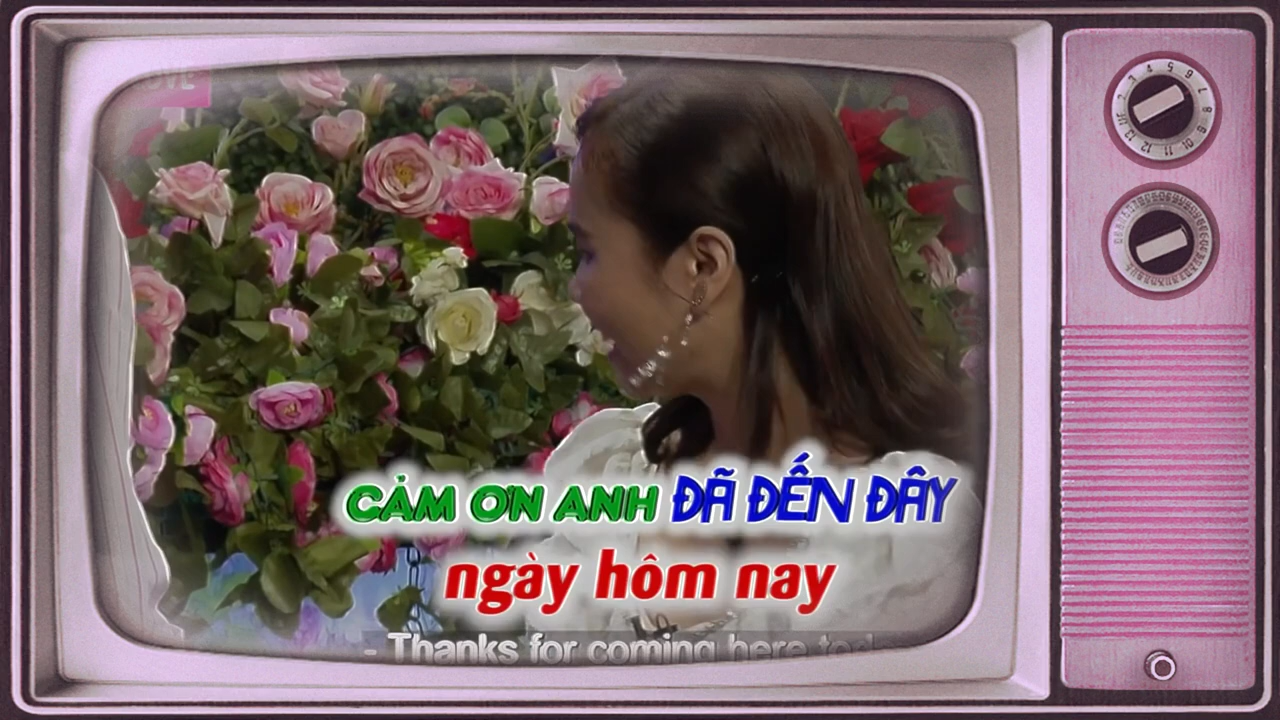 CẢM ƠN ANH ĐÃ ĐẾN ĐÂY
ngày hôm nay
- Thanks for coming here